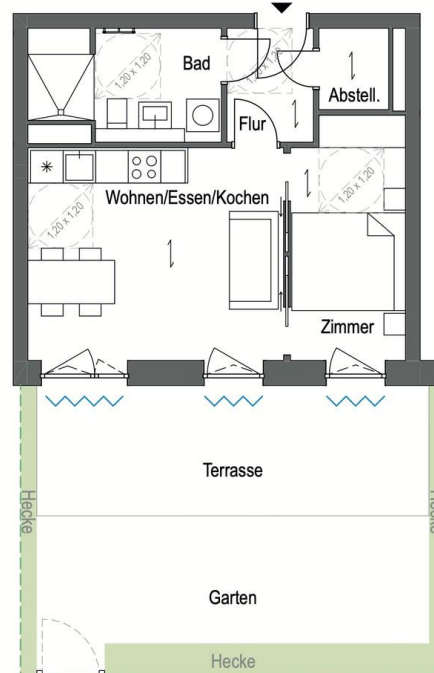 1,20 x 1,20
Bad
1,20 x 1,20
Abstell.
Flur
Wohnen/Essen/Kochen
1,20 x 1,20
1,20 x 1,20
Zimmer
Terrasse
Hecke
Hecke
Garten
Hecke